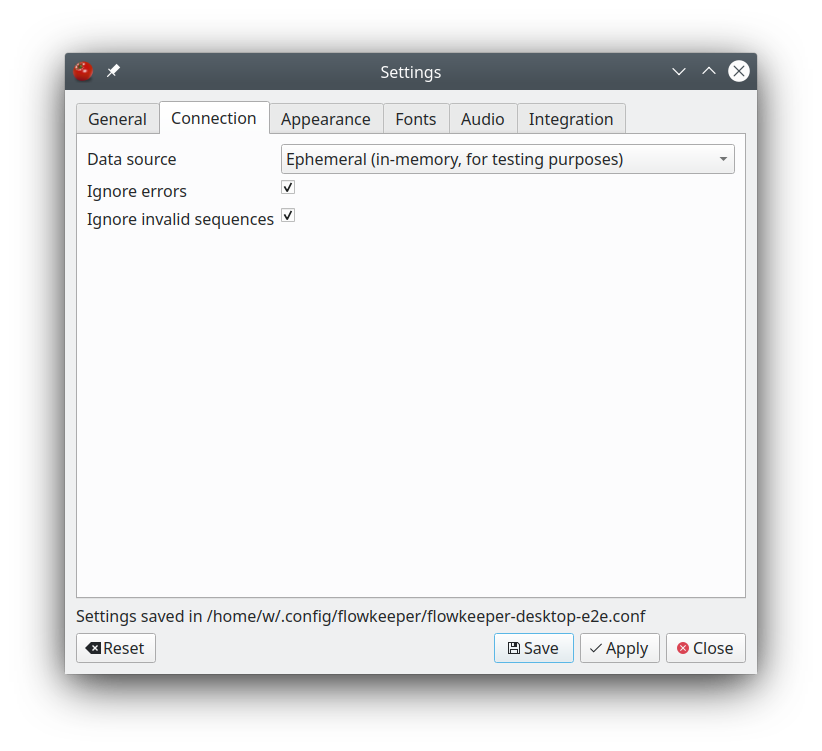 Settings
General Connection Appearance Fonts Audio Integration
Data source Ephemeral (in-memory, for testing purposes)
Ignore errors
Ignore invalid sequences
Settings saved in /home/w/.config/flowkeeper/flowkeeper-desktop-e2e.conf
Reset Save Apply Close